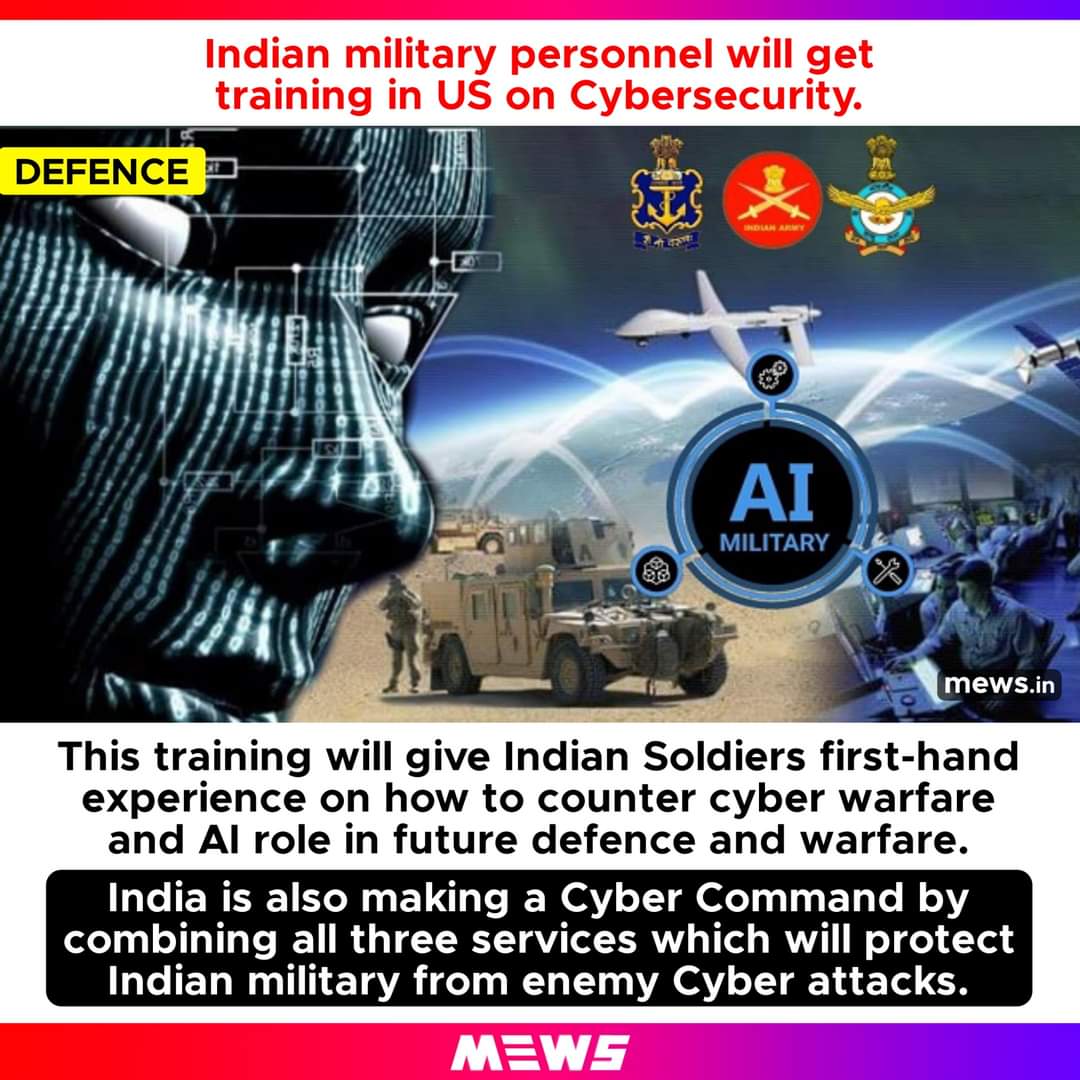 Indian military personnel will get
training in US on Cybersecurity.
DEFENCE
INDIAN ARMY
AI
MILITARY
mews.in
This training will give Indian Soldiers first-hand
experience on how to counter cyber warfare
and AI role in future defence and warfare.
India is also making a Cyber Command by
combining all three services which will protect
Indian military from enemy Cyber attacks.
MEWS